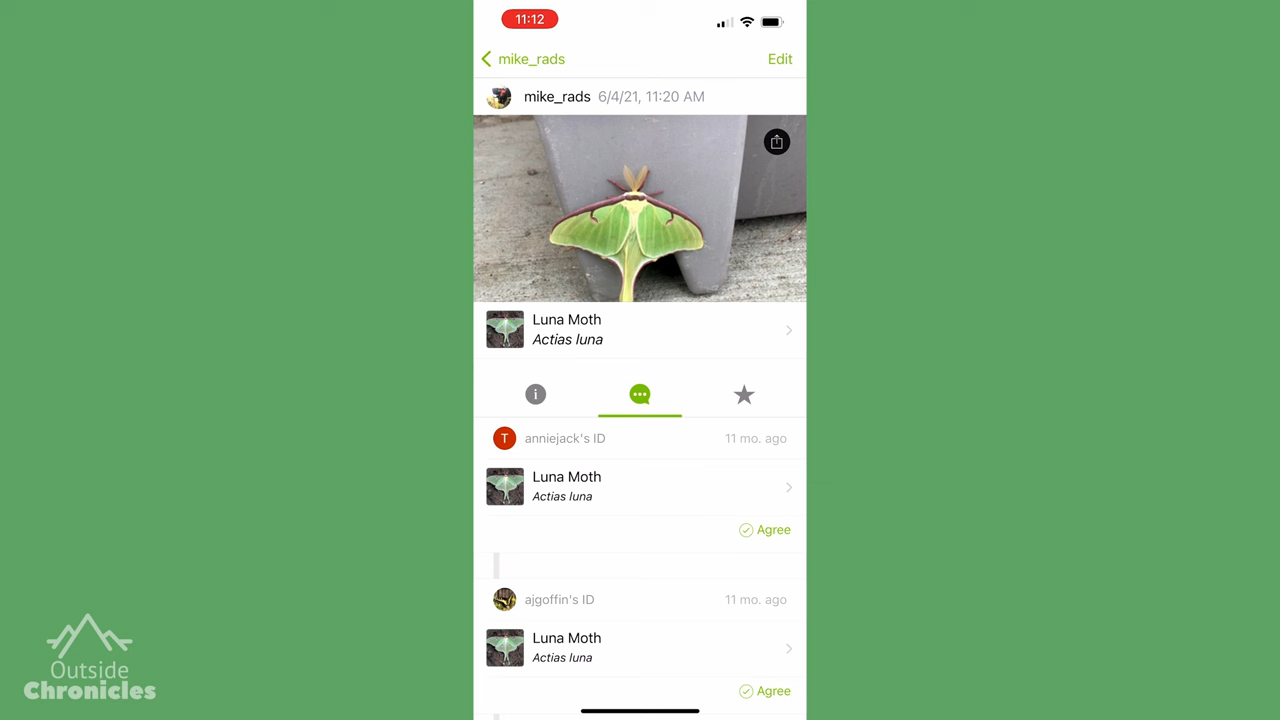 11:12
mike_rads
Edit
mike_rads 6/4/21, 11:20 AM
Luna Moth
Actias luna
i
T anniejack's ID 11 mo. ago
Luna Moth
Actias luna
Agree
ajgoffin's ID 11 mo. ago
Luna Moth
Actias luna
Agree
Outside
Chronicles